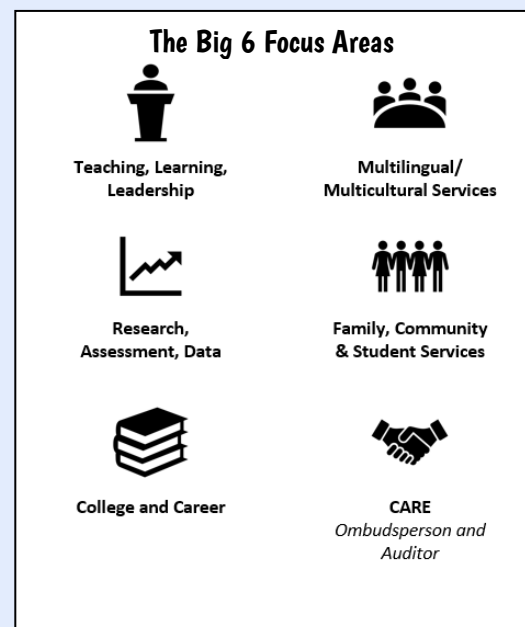 The Big 6 Focus Areas
Teaching, Learning,
Leadership
Multilingual/
Multicultural Services
Research,
Assessment, Data
Family, Community
& Student Services
College and Career
CARE
Ombudsperson and
Auditor